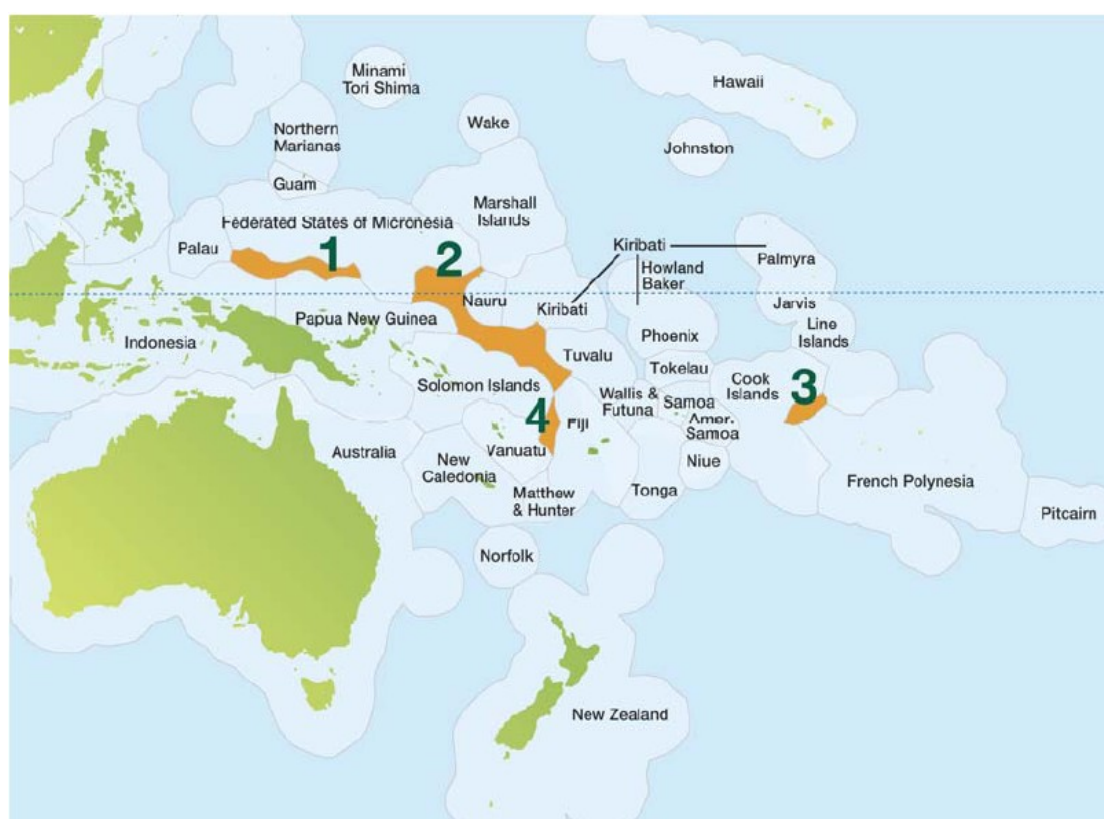 Minami
Tori Shima
Hawaii
Wake
Johnston
Northern
Marianas
Guam
Marshall
Islands
Federated States of Micronesia
Palau
1
2
Kiribati
Palmyra
Howland
Baker
Nauru
Kiribati
Jarvis
Line
Islands
Papua New Guinea
Indonesia
Phoenix
Tuvalu
Tokelau
Solomon Islands
Cook
Islands
3
Wallis &
Futuna
Samoa
Amer.
Samoa
4
Fiji
Vanuatu
Australia
New
Caledonia
Niue
Matthew
& Hunter
Tonga
French Polynesia
Pitcairn
Norfolk
New Zealand